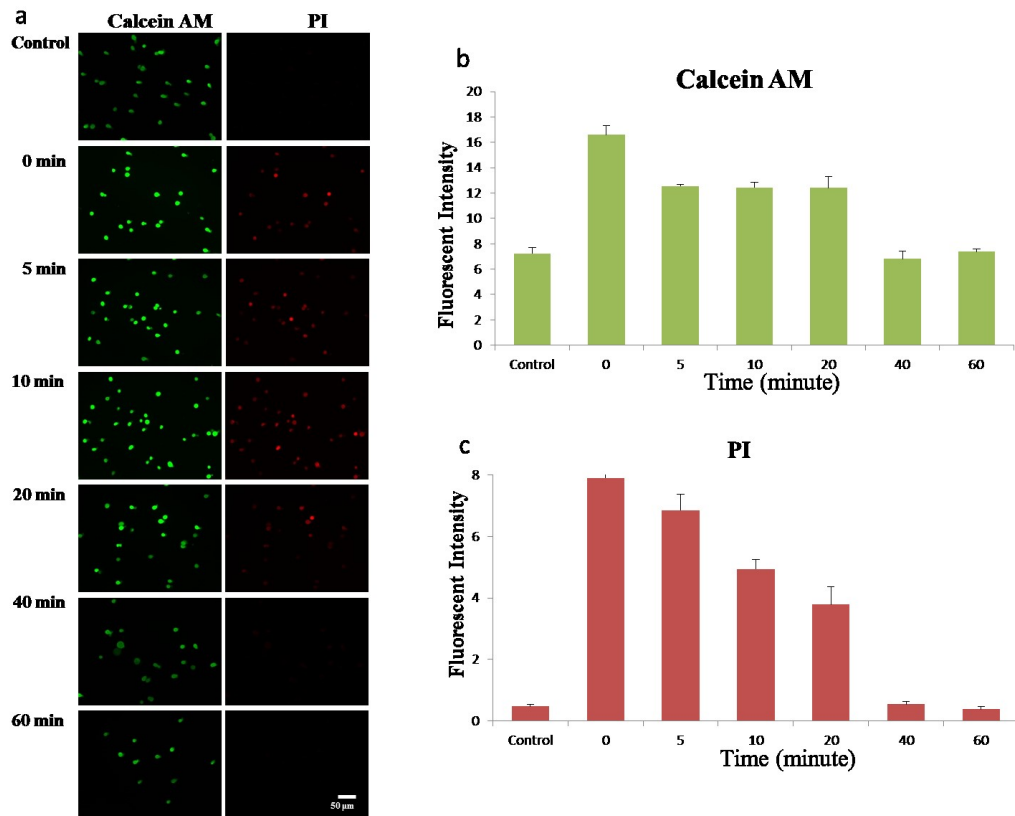 a
Calcein AM PI
Control
0 min
5 min
10 min
20 min
40 min
60 min
50 µm
b
Calcein AM
Fluorescent Intensity
20
18
16
14
12
10
8
6
4
2
0
Control 0 5 10 20 40 60
Time (minute)
c
PI
Fluorescent Intensity
8
6
4
2
0
Control 0 5 10 20 40 60
Time (minute)